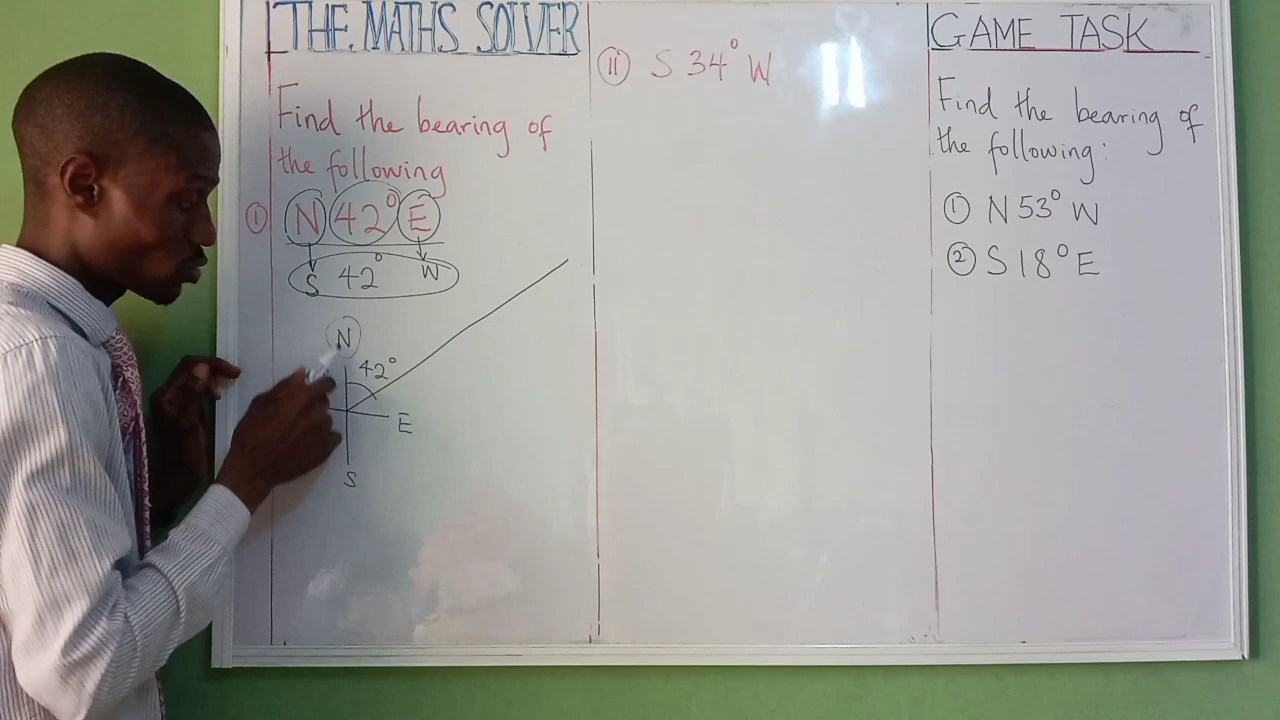 THE MATHS SOLVER
Find the bearing of
the following
① N 42° E
S 42° W
N
42°
E
S
⑪ S 34° W
GAME TASK
Find the bearing of
the following:
① N 53° W
② S 18° E